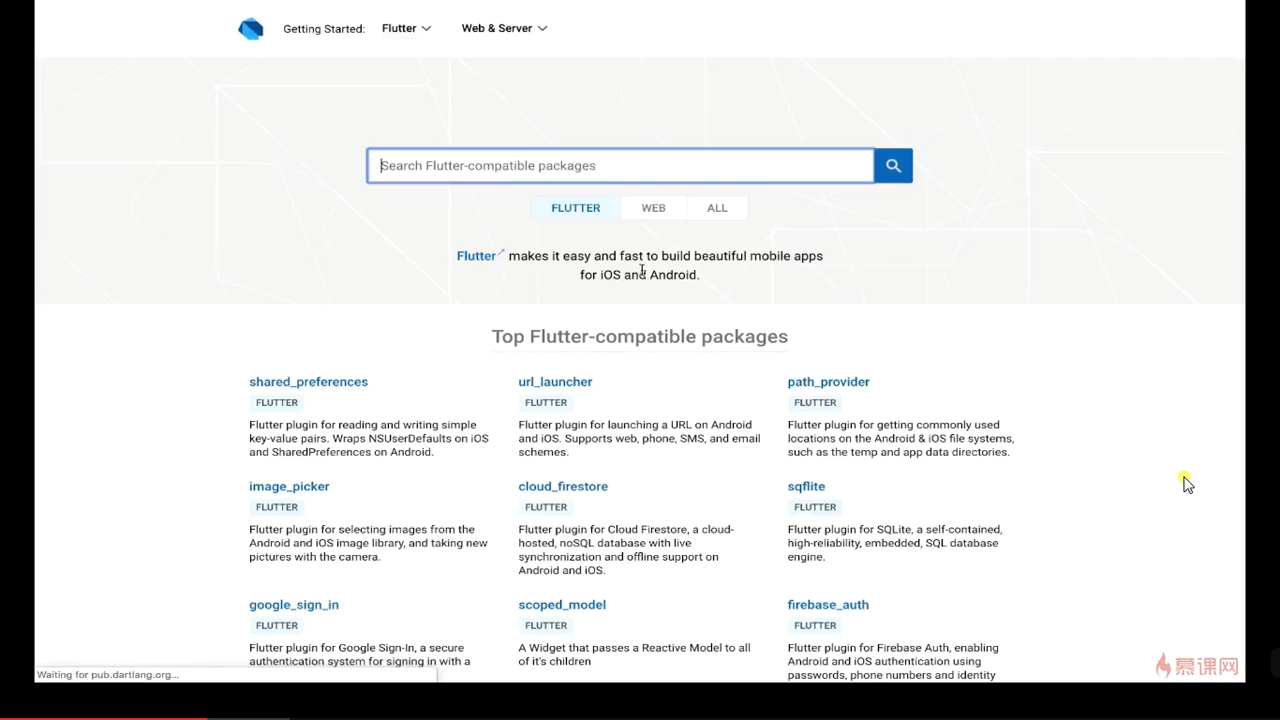 Getting Started: Flutter Web & Server
Search Flutter-compatible packages
FLUTTER WEB ALL
Flutter makes it easy and fast to build beautiful mobile apps
for iOS and Android.
Top Flutter-compatible packages
shared_preferences
FLUTTER
Flutter plugin for reading and writing simple
key-value pairs. Wraps NSUserDefaults on iOS
and SharedPreferences on Android.
url_launcher
FLUTTER
Flutter plugin for launching a URL on Android
and iOS. Supports web, phone, SMS, and email
schemes.
path_provider
FLUTTER
Flutter plugin for getting commonly used
locations on the Android & iOS file systems,
such as the temp and app data directories.
image_picker
FLUTTER
Flutter plugin for selecting images from the
Android and iOS image library, and taking new
pictures with the camera.
cloud_firestore
FLUTTER
Flutter plugin for Cloud Firestore, a cloud-
hosted, noSQL database with live
synchronization and offline support on
Android and iOS.
sqflite
FLUTTER
Flutter plugin for SQLite, a self-contained,
high-reliability, embedded, SQL database
engine.
google_sign_in
FLUTTER
Flutter plugin for Google Sign-In, a secure
authentication system for signing in with a
scoped_model
FLUTTER
A Widget that passes a Reactive Model to all
of it's children
firebase_auth
FLUTTER
Flutter plugin for Firebase Auth, enabling
Android and iOS authentication using
passwords, phone numbers and identity
Waiting for pub.dartlang.org...
慕课网